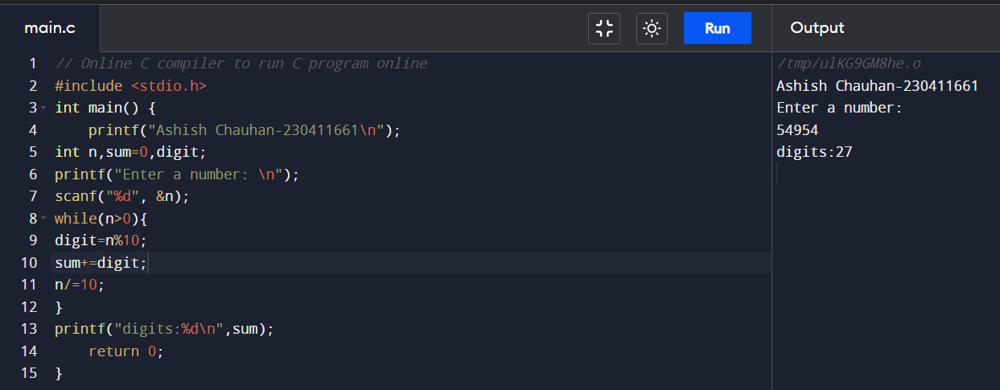 main.c
Run
Output
1 // Online C compiler to run C program online
2 #include <stdio.h>
3 int main() {
4     printf("Ashish Chauhan-230411661\n");
5 int n,sum=0,digit;
6 printf("Enter a number: \n");
7 scanf("%d", &n);
8 while(n>0){
9 digit=n%10;
10 sum+=digit;
11 n/=10;
12 }
13 printf("digits:%d\n",sum);
14     return 0;
15 }
/tmp/ulKG9GM8he.o
Ashish Chauhan-230411661
Enter a number:
54954
digits:27